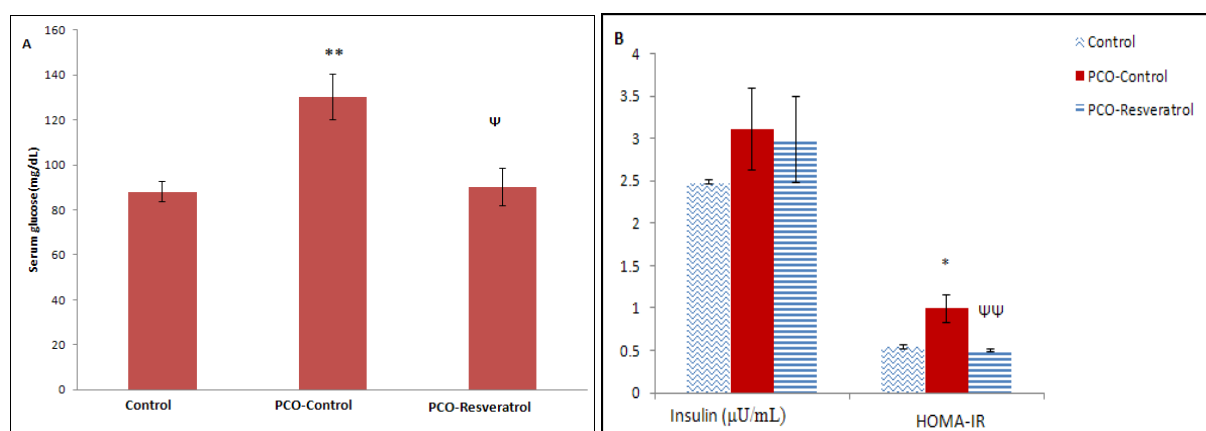 A
**
Ψ
Serum glucose(mg/dL)
160
140
120
100
80
60
40
20
0
Control
PCO-Control
PCO-Resveratrol
B
Control
PCO-Control
PCO-Resveratrol
4
3.5
3
2.5
2
1.5
1
0.5
0
*
ΨΨ
Insulin (μU/mL)
HOMA-IR